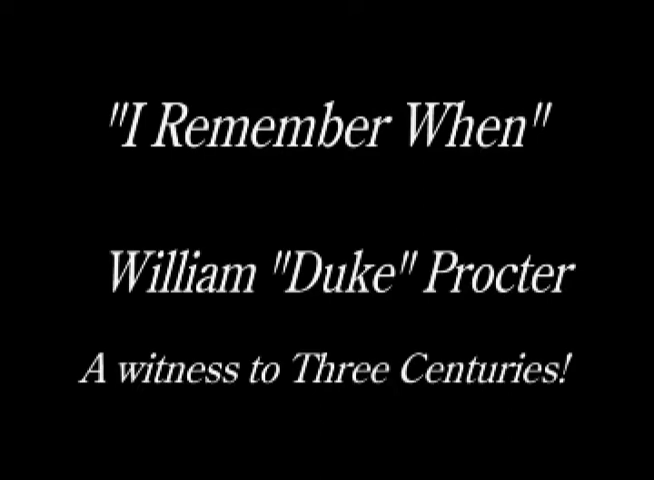 "I Remember When"
William "Duke" Procter
A witness to Three Centuries!